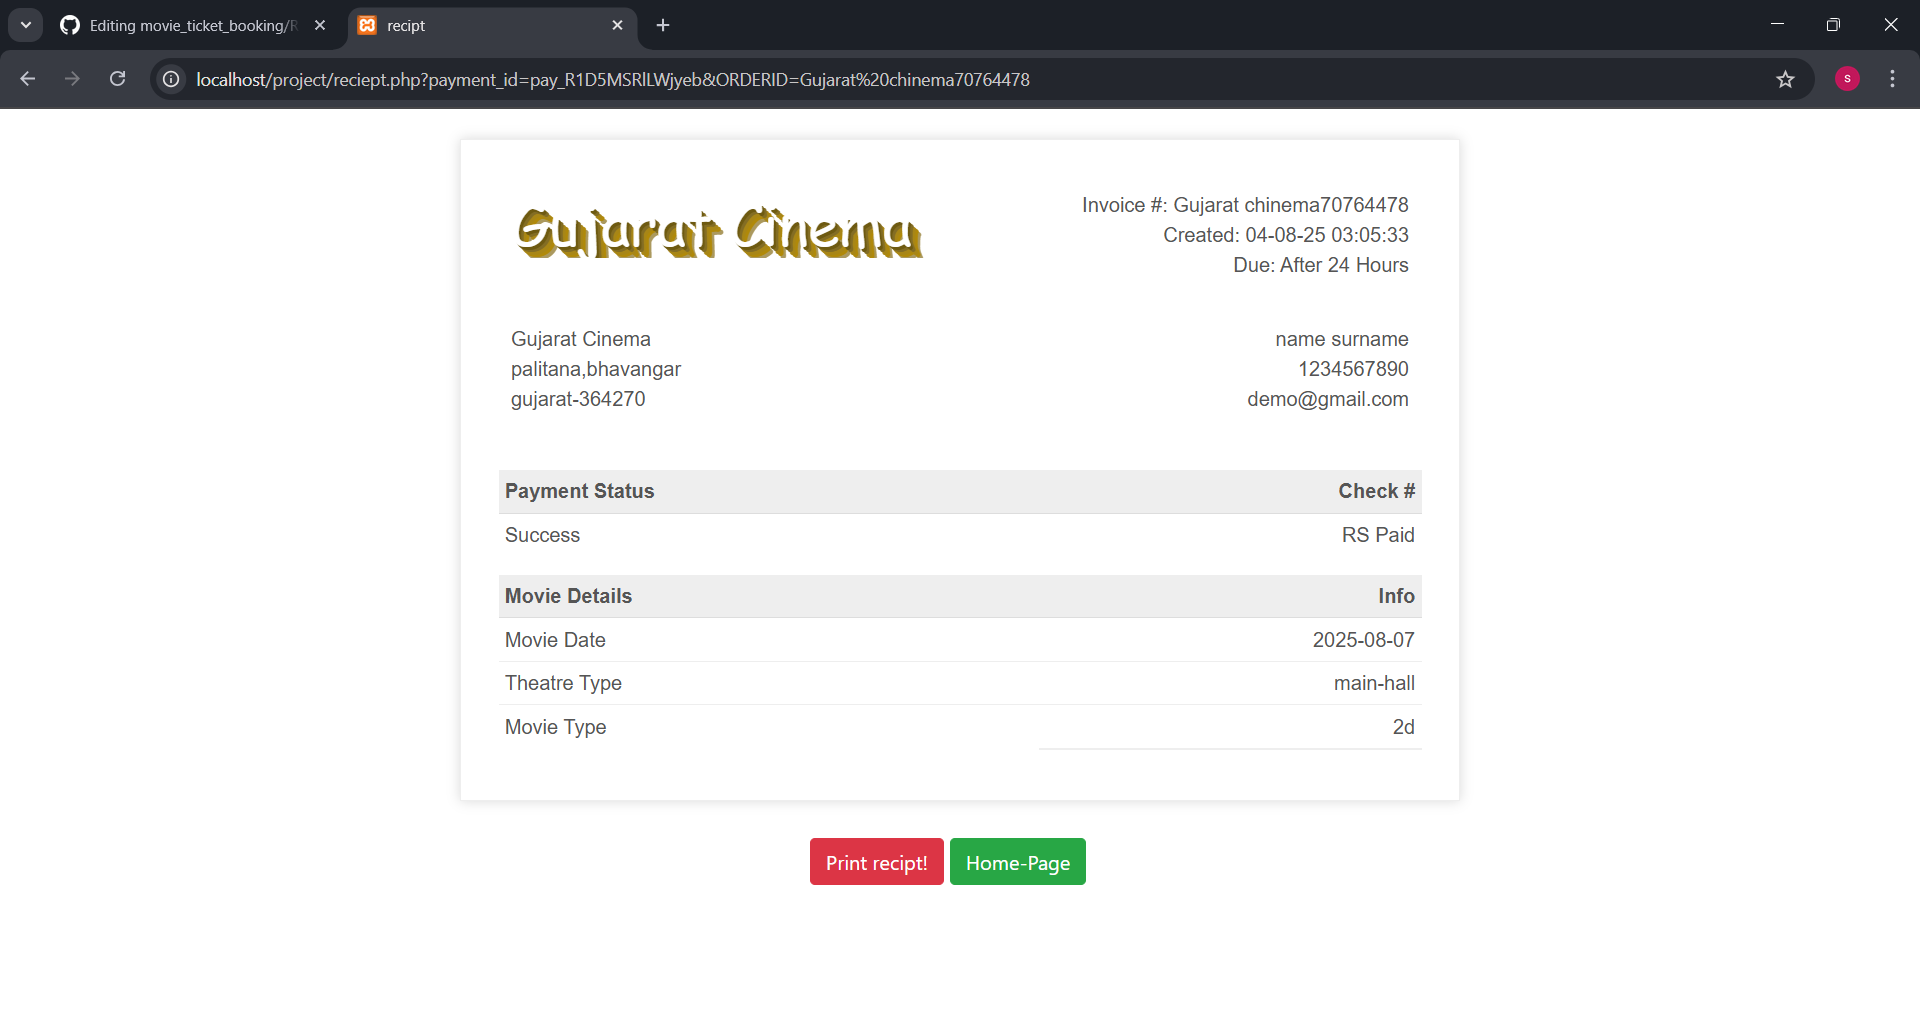 Editing movie_ticket_booking/R
recipt
localhost/project/reciept.php?payment_id=pay_R1D5MSRlLWjyeb&ORDERID=Gujarat%20chinema70764478
S
Gujarat Cinema
Invoice #: Gujarat chinema70764478
Created: 04-08-25 03:05:33
Due: After 24 Hours
Gujarat Cinema
palitana,bhavangar
gujarat-364270
name surname
1234567890
demo@gmail.com
Payment Status Check #
Success RS Paid
Movie Details Info
Movie Date 2025-08-07
Theatre Type main-hall
Movie Type 2d
Print recipt! Home-Page